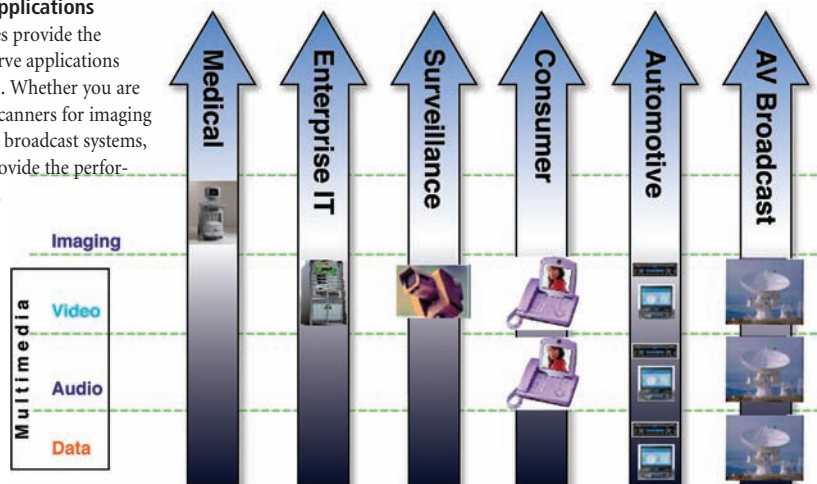 pplications
es provide the
rve applications
. Whether you are
canners for imaging
broadcast systems,
ovide the perfor-
Medical
Enterprise IT
Surveillance
Consumer
Automotive
AV Broadcast
Imaging
Multimedia
Video
Audio
Data